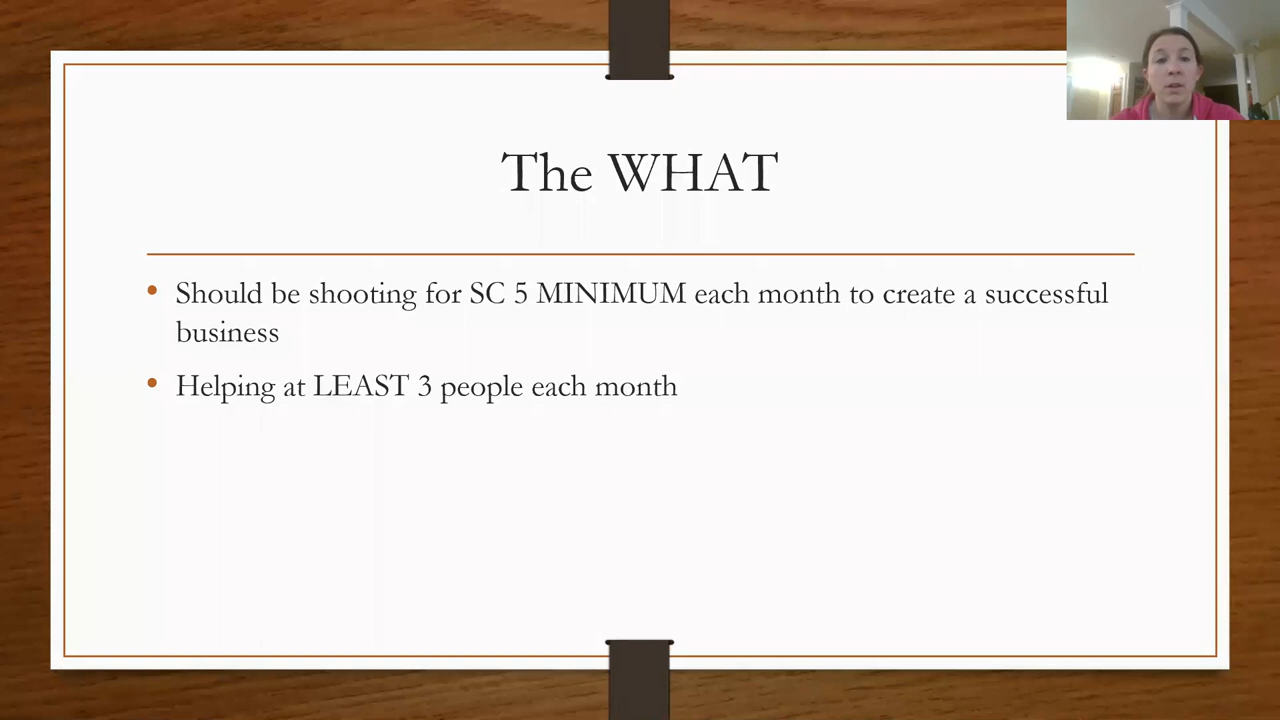 The WHAT
• Should be shooting for SC 5 MINIMUM each month to create a successful
business
• Helping at LEAST 3 people each month